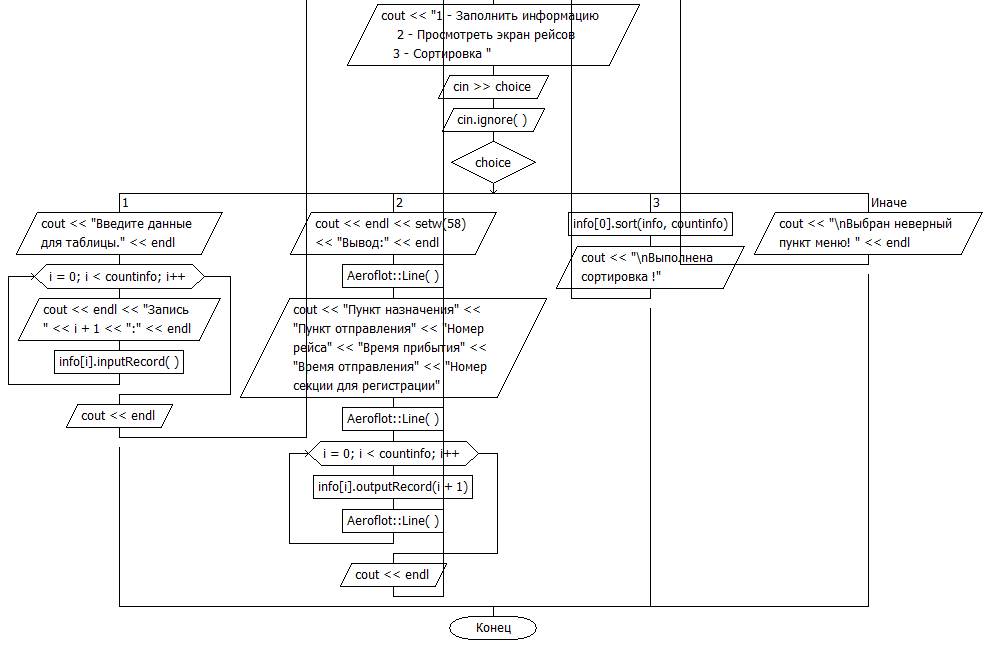 cout << "1 - Заполнить информацию
2 - Просмотреть экран рейсов
3 - Сортировка "
cin >> choice
cin.ignore( )
choice
1
cout << "Введите данные
для таблицы." << endl
i = 0; i < countinfo; i++
cout << endl << "Запись
" << i + 1 << ":" << endl
info[i].inputRecord( )
cout << endl
2
cout << endl << setw(58)
<< "Вывод:" << endl
Aeroflot::Line( )
cout << "Пункт назначения" <<
"Пункт отправления" << "Номер
рейса" << "Время прибытия" <<
"Время отправления" << "Номер
секции для регистрации"
Aeroflot::Line( )
i = 0; i < countinfo; i++
info[i].outputRecord(i + 1)
Aeroflot::Line( )
cout << endl
3
info[0].sort(info, countinfo)
cout << "\nВыполнена
сортировка !"
Иначе
cout << "\nВыбран неверный
пункт меню! " << endl
Конец